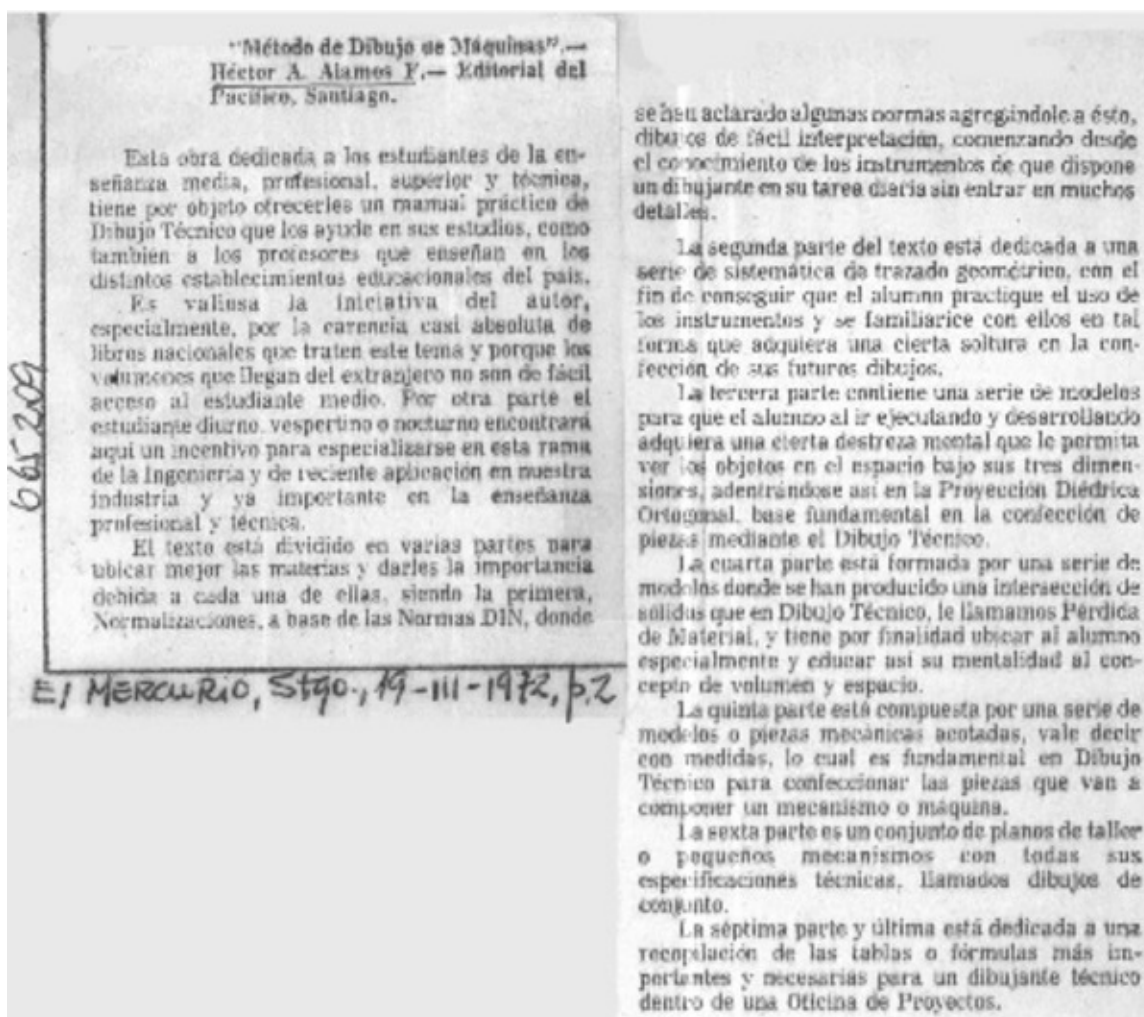 "Método de Dibujo de Máquinas".—
Héctor A. Alamos F.— Editorial del
Pacífico, Santiago.
Esta obra dedicada a los estudiantes de la en-
señanza media, profesional, superior y técnica,
tiene por objeto ofrecerles un manual práctico de
Dibujo Técnico que los ayude en sus estudios, como
también a los profesores que enseñan en los
distintos establecimientos educacionales del país.
Es valiosa la iniciativa del autor,
especialmente, por la carencia casi absoluta de
libros nacionales que traten este tema y porque los
volúmenes que llegan del extranjero no son de fácil
acceso al estudiante medio. Por otra parte el
estudiante diurno, vespertino o nocturno encontrará
aquí un incentivo para especializarse en esta rama
de la Ingeniería y de reciente aplicación en nuestra
industria y ya importante en la enseñanza
profesional y técnica.
El texto está dividido en varias partes para
ubicar mejor las materias y darles la importancia
debida a cada una de ellas, siendo la primera,
Normalizaciones, a base de las Normas DIN, donde
665209
El MERCURIO, Stgo., 19-III-1972, p.2
se han aclarado algunas normas agregándole a ésto,
dibujos de fácil interpretación, comenzando desde
el conocimiento de los instrumentos de que dispone
un dibujante en su tarea diaria sin entrar en muchos
detalles.
La segunda parte del texto está dedicada a una
serie de sistemática de trazado geométrico, con el
fin de conseguir que el alumno practique el uso de
los instrumentos y se familiarice con ellos en tal
forma que adquiera una cierta soltura en la con-
fección de sus futuros dibujos.
La tercera parte contiene una serie de modelos
para que el alumno al ir ejecutando y desarrollando
adquiera una cierta destreza mental que le permita
ver los objetos en el espacio bajo sus tres dimen-
siones, adentrándose así en la Proyección Diédrica
Ortogonal, base fundamental en la confección de
piezas mediante el Dibujo Técnico.
La cuarta parte está formada por una serie de
modelos donde se han producido una intersección de
sólidos que en Dibujo Técnico, le llamamos Pérdida
de Material, y tiene por finalidad ubicar al alumno
especialmente y educar así su mentalidad al con-
cepto de volumen y espacio.
La quinta parte está compuesta por una serie de
modelos o piezas mecánicas acotadas, vale decir
con medidas, lo cual es fundamental en Dibujo
Técnico para confeccionar las piezas que van a
componer un mecanismo o máquina.
La sexta parte es un conjunto de planos de taller
o pequeños mecanismos con todas sus
especificaciones técnicas, llamados dibujos de
conjunto.
La séptima parte y última está dedicada a una
recopilación de las tablas o fórmulas más im-
portantes y necesarias para un dibujante técnico
dentro de una Oficina de Proyectos.